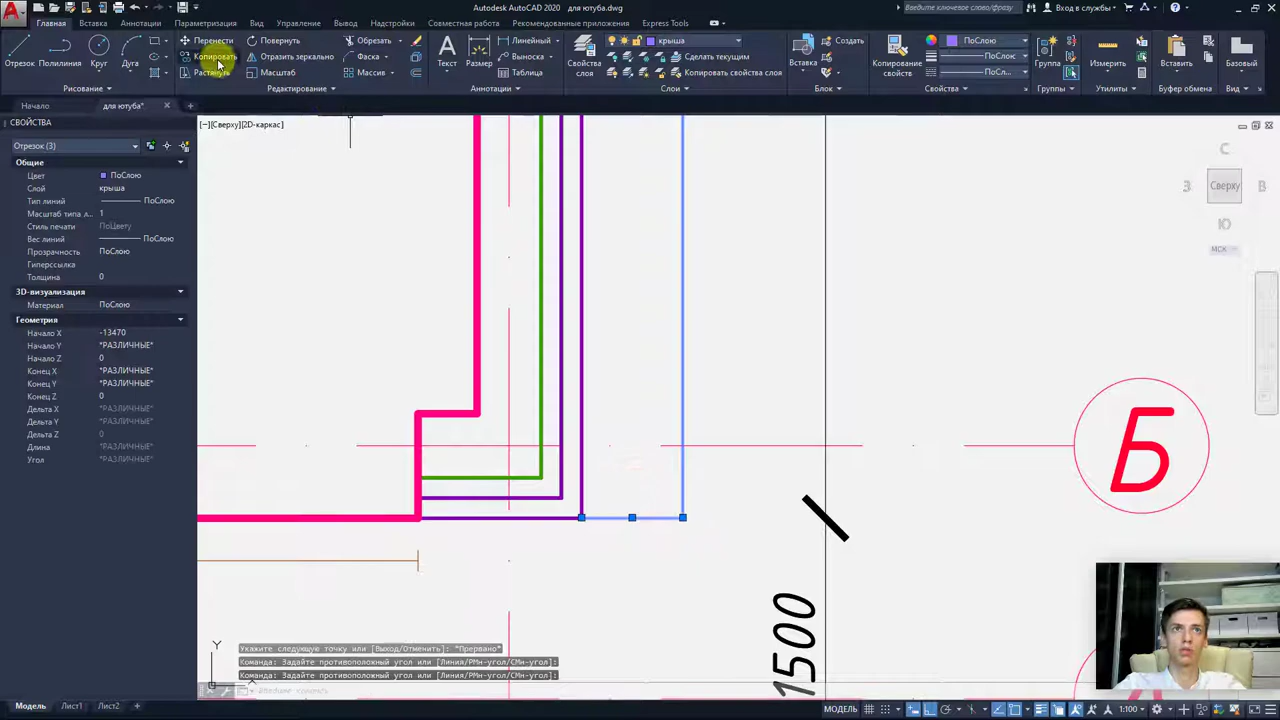 Autodesk AutoCAD 2020 для ютуба.dwg
Введите ключевое слово/фразу
Вход в службы
Главная Вставка Аннотации Параметризация Вид Управление Вывод Надстройки Совместная работа Рекомендованные приложения Express Tools
Отрезок Полилиния Круг Дуга
Перенести Повернуть Обрезать
Копировать Отразить зеркально Фаска
Растянуть Масштаб Массив
Текст Размер
Линейный
Выноска
Таблица
Свойства слоя
крыша
Сделать текущим
Копировать свойства слоя
Вставка
Создать
Копирование свойств
ПоСлою
ПоСлою
ПоСл...
Группа Измерить Вставить Базовый
Рисование Редактирование Аннотации Слои Блок Свойства Группы Утилиты Буфер обмена Вид
Начало для ютуба*
СВОЙСТВА
[−][Сверху][2D-каркас]
Отрезок (3)
Общие
Цвет ПоСлою
Слой крыша
Тип линий ПоСлою
Масштаб типа л... 1
Стиль печати ПоЦвету
Вес линий ПоСлою
Прозрачность ПоСлою
Гиперссылка
Толщина 0
3D-визуализация
Материал ПоСлою
Геометрия
Начало X -13470
Начало Y *РАЗЛИЧНЫЕ*
Начало Z 0
Конец X *РАЗЛИЧНЫЕ*
Конец Y *РАЗЛИЧНЫЕ*
Конец Z 0
Дельта X *РАЗЛИЧНЫЕ*
Дельта Y *РАЗЛИЧНЫЕ*
Дельта Z 0
Длина *РАЗЛИЧНЫЕ*
Угол *РАЗЛИЧНЫЕ*
С
З Сверху В
Ю
МСК
Б
1500
Y
Укажите следующую точку или [Выход/Отменить]: *Прервано*
Команда: Задайте противоположный угол или [Линия/РМн-угол/СМн-угол]:
Команда: Задайте противоположный угол или [Линия/РМн-угол/СМн-угол]:
Модель Лист1 Лист2
МОДЕЛЬ 1:100